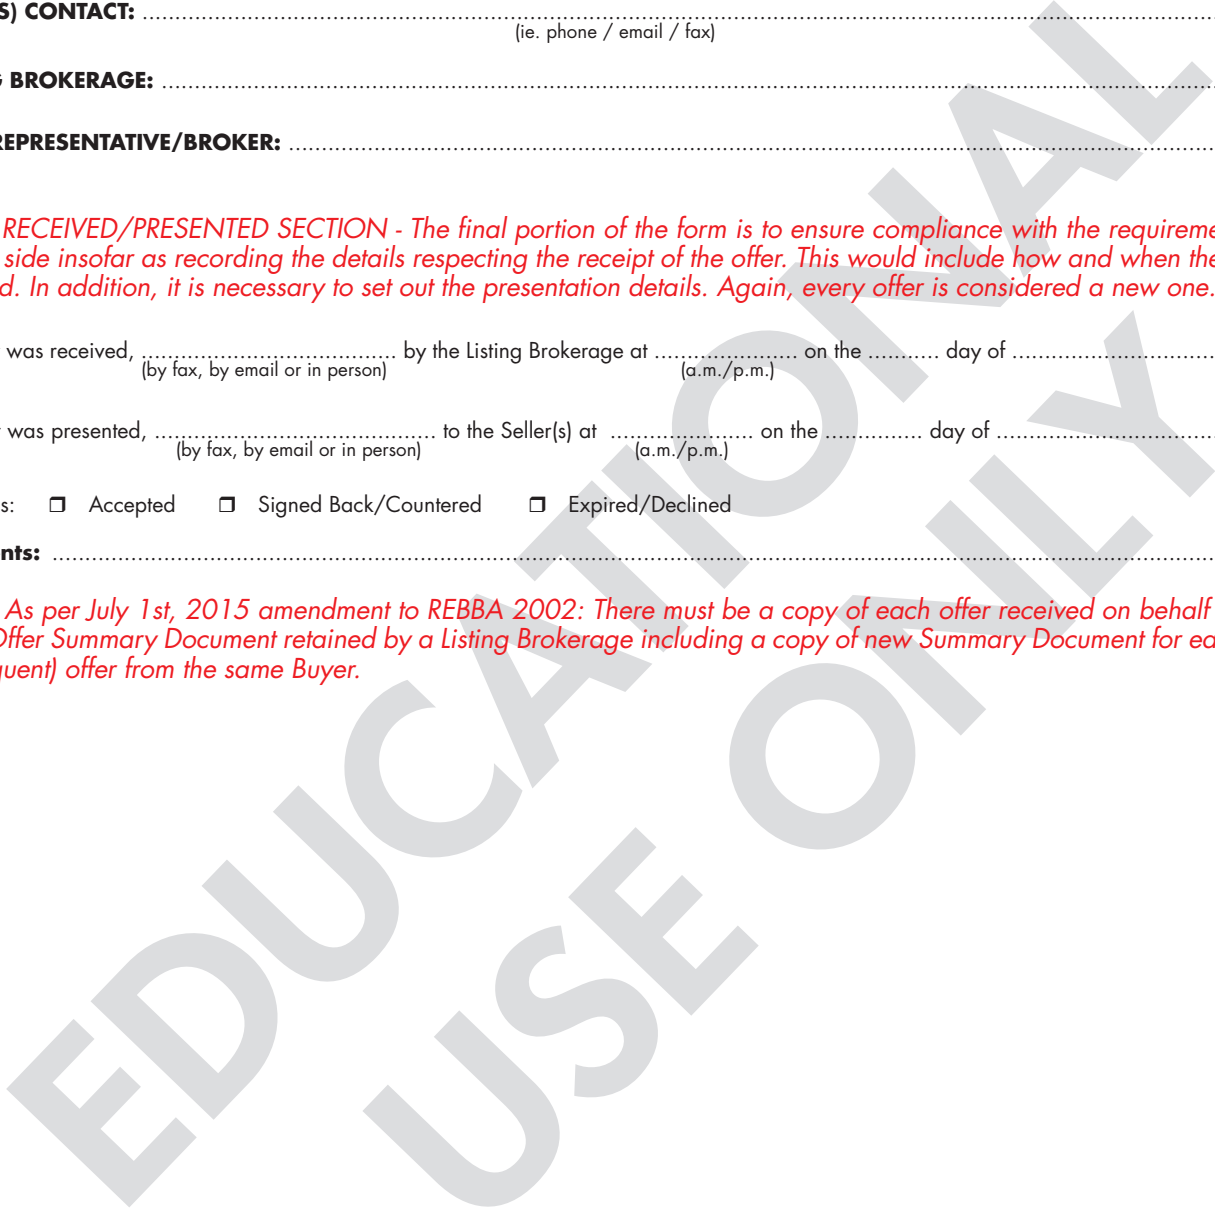 S) CONTACT: ........................................
(ie. phone / email / fax)
G BROKERAGE: ........................................
REPRESENTATIVE/BROKER: ........................................
RECEIVED/PRESENTED SECTION - The final portion of the form is to ensure compliance with the requireme
side insofar as recording the details respecting the receipt of the offer. This would include how and when the
d. In addition, it is necessary to set out the presentation details. Again, every offer is considered a new one.
was received, ........................................ by the Listing Brokerage at ...................... on the ........... day of ................................
(by fax, by email or in person) (a.m./p.m.)
was presented, ........................................... to the Seller(s) at ...................... on the ............... day of ..................................
(by fax, by email or in person) (a.m./p.m.)
s: ❒ Accepted ❒ Signed Back/Countered ❒ Expired/Declined
nts: ........................................
As per July 1st, 2015 amendment to REBBA 2002: There must be a copy of each offer received on behalf
Offer Summary Document retained by a Listing Brokerage including a copy of new Summary Document for ea
quent) offer from the same Buyer.
EDUCATIONAL
USE ONLY